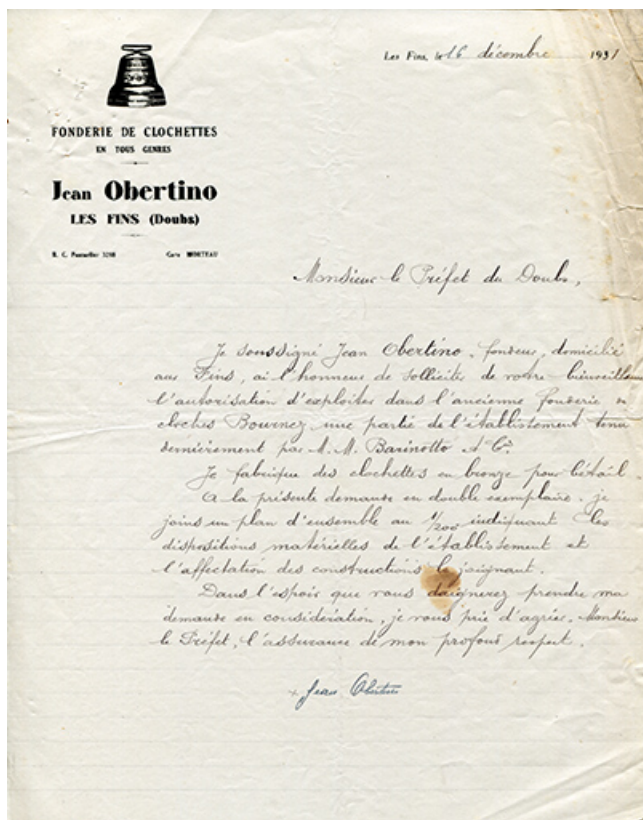 Les Fins, le 16 décembre 1931
FONDERIE DE CLOCHETTES
EN TOUS GENRES
Jean Obertino
LES FINS (Doubs)
R. C. Pontarlier Gare MORTEAU
Monsieur le Préfet du Doubs,
Je soussigné Jean Obertino, fondeur, domicilié
aux Fins, ai l'honneur de solliciter de votre bienveillance
l'autorisation d'exploiter dans l'ancienne fonderie de
cloches Bournez une partie de l'établissement tenu
dernièrement par M. M. Barinotto & Cie.
Je fabrique des clochettes en bronze pour bétail.
A la présente demande en double exemplaire, je
joins un plan d'ensemble au 1/200 indiquant les
dispositions matérielles de l'établissement et
l'affectation des constructions le joignant.
Dans l'espoir que vous daignerez prendre ma
demande en considération, je vous prie d'agréer, Monsieur
le Préfet, l'assurance de mon profond respect.
Jean Obertino